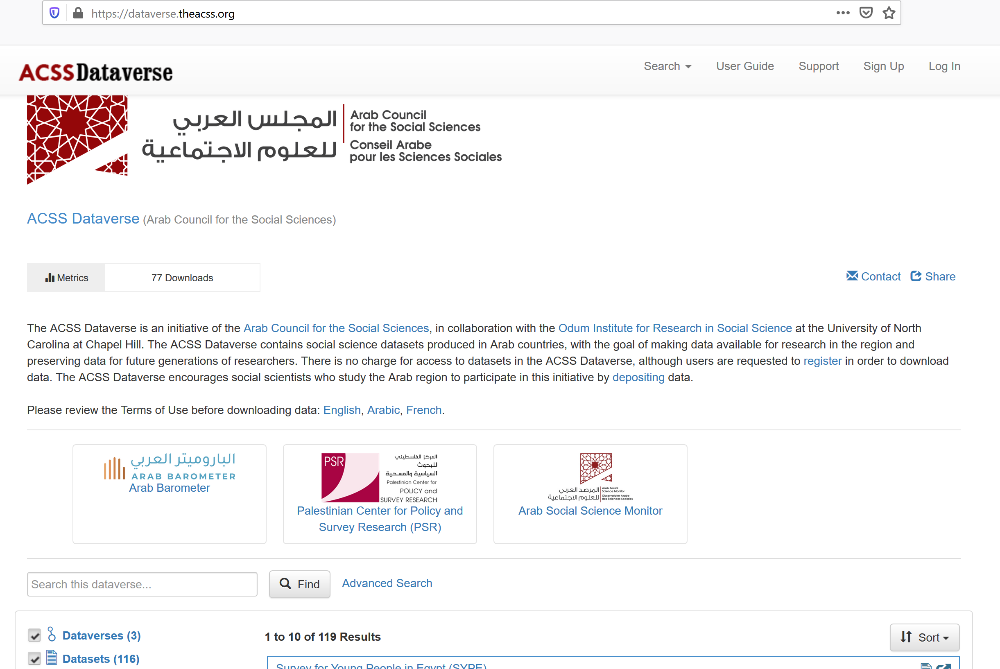 https://dataverse.theacss.org
ACSS Dataverse
Search
User Guide
Support
Sign Up
Log In
المجلس العربي
للعلوم الاجتماعية
Arab Council
for the Social Sciences
Conseil Arabe
pour les Sciences Sociales
ACSS Dataverse (Arab Council for the Social Sciences)
Metrics
77 Downloads
Contact
Share
The ACSS Dataverse is an initiative of the Arab Council for the Social Sciences, in collaboration with the Odum Institute for Research in Social Science at the University of North
Carolina at Chapel Hill. The ACSS Dataverse contains social science datasets produced in Arab countries, with the goal of making data available for research in the region and
preserving data for future generations of researchers. There is no charge for access to datasets in the ACSS Dataverse, although users are requested to register in order to download
data. The ACSS Dataverse encourages social scientists who study the Arab region to participate in this initiative by depositing data.
Please review the Terms of Use before downloading data: English, Arabic, French.
الباروميتر العربي
ARAB BAROMETER
Arab Barometer
PSR
المركز الفلسطيني
للبحوث
السياسية والمسحية
Palestinian Center for
POLICY and
SURVEY RESEARCH
Palestinian Center for Policy and
Survey Research (PSR)
المرصد العربي
للعلوم الاجتماعية
Arab Social
Science Monitor
Observatoire Arabe
des Sciences Sociales
Arab Social Science Monitor
Search this dataverse...
Find
Advanced Search
Dataverses (3)
Datasets (116)
1 to 10 of 119 Results
Sort
Survey for Young People in Egypt (SYPE)